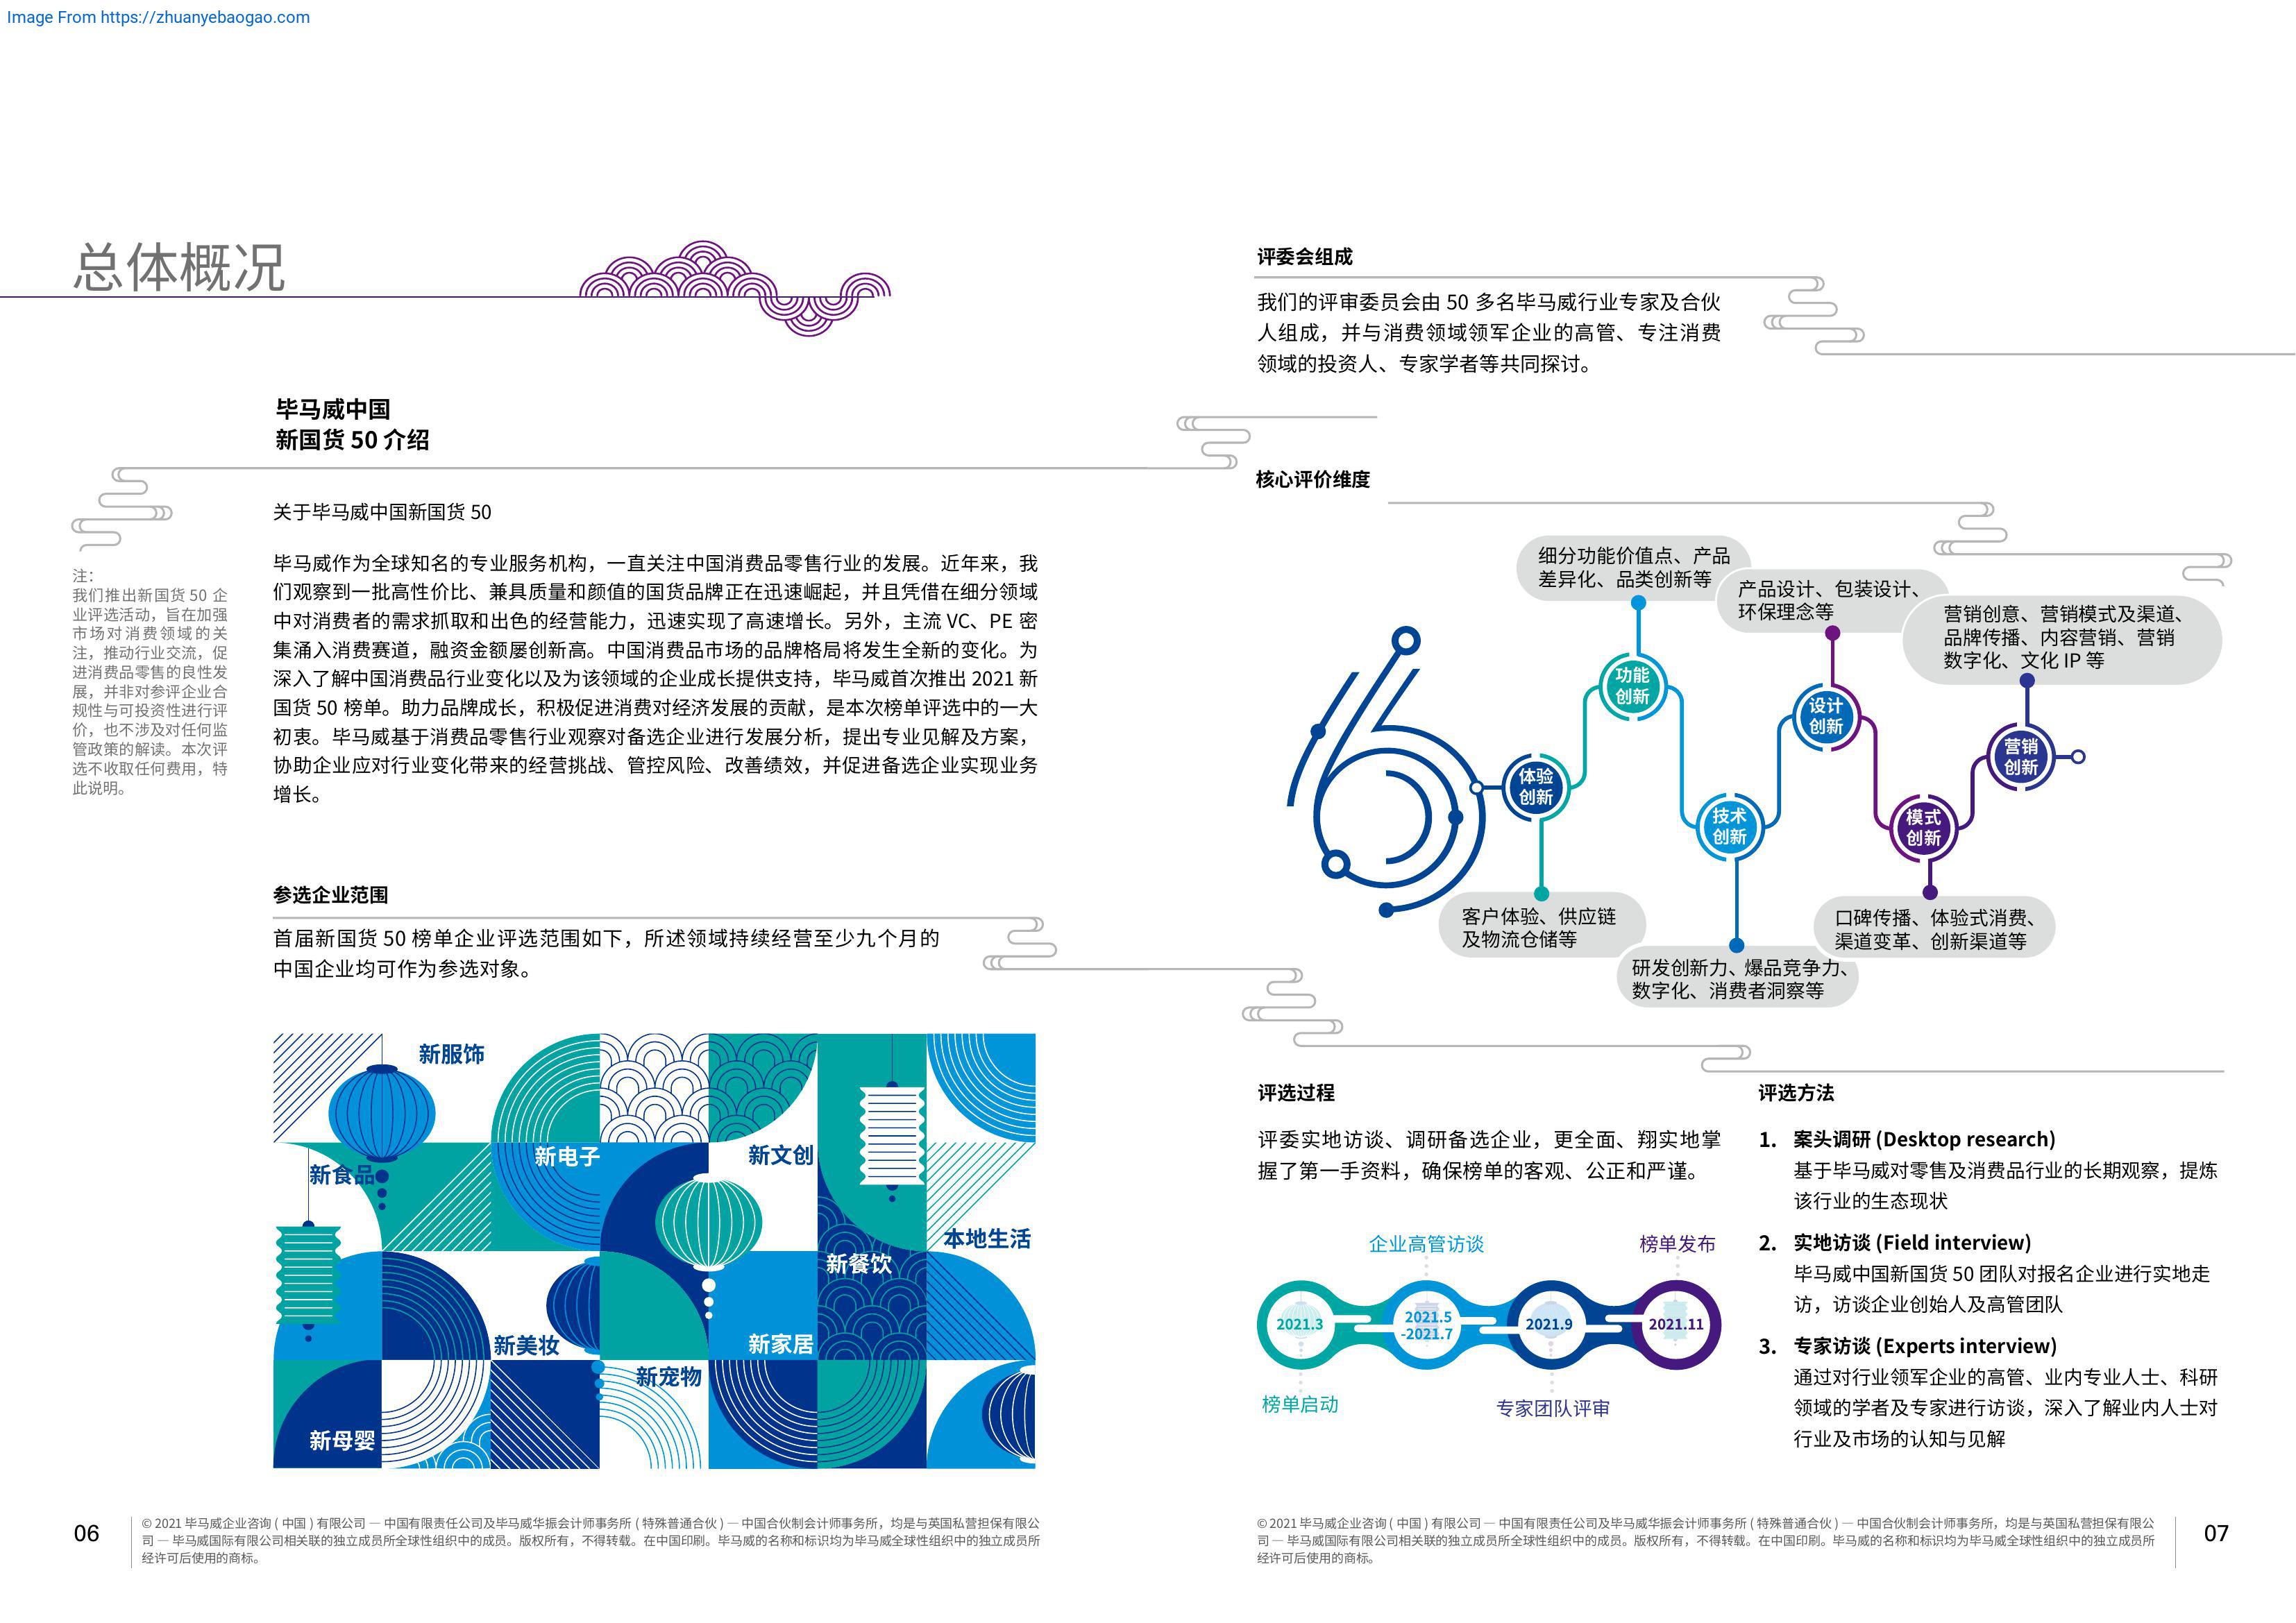 Image From https://zhuanyebaogao.com
总体概况
毕马威中国
新国货 50 介绍
注：
我们推出新国货 50 企
业评选活动，旨在加强
市场对消费领域的关
注，推动行业交流，促
进消费品零售的良性发
展，并非对参评企业合
规性与可投资性进行评
价，也不涉及对任何监
管政策的解读。本次评
选不收取任何费用，特
此说明。
关于毕马威中国新国货 50
毕马威作为全球知名的专业服务机构，一直关注中国消费品零售行业的发展。近年来，我
们观察到一批高性价比、兼具质量和颜值的国货品牌正在迅速崛起，并且凭借在细分领域
中对消费者的需求抓取和出色的经营能力，迅速实现了高速增长。另外，主流 VC、PE 密
集涌入消费赛道，融资金额屡创新高。中国消费品市场的品牌格局将发生全新的变化。为
深入了解中国消费品行业变化以及为该领域的企业成长提供支持，毕马威首次推出 2021 新
国货 50 榜单。助力品牌成长，积极促进消费对经济发展的贡献，是本次榜单评选中的一大
初衷。毕马威基于消费品零售行业观察对备选企业进行发展分析，提出专业见解及方案，
协助企业应对行业变化带来的经营挑战、管控风险、改善绩效，并促进备选企业实现业务
增长。
参选企业范围
首届新国货 50 榜单企业评选范围如下，所述领域持续经营至少九个月的
中国企业均可作为参选对象。
新服饰
新食品
新电子
新文创
本地生活
新餐饮
新美妆
新家居
新宠物
新母婴
06
© 2021 毕马威企业咨询 ( 中国 ) 有限公司 — 中国有限责任公司及毕马威华振会计师事务所 ( 特殊普通合伙 ) — 中国合伙制会计师事务所，均是与英国私营担保有限公
司 — 毕马威国际有限公司相关联的独立成员所全球性组织中的成员。版权所有，不得转载。在中国印刷。毕马威的名称和标识均为毕马威全球性组织中的独立成员所
经许可后使用的商标。
评委会组成
我们的评审委员会由 50 多名毕马威行业专家及合伙
人组成，并与消费领域领军企业的高管、专注消费
领域的投资人、专家学者等共同探讨。
核心评价维度
6
体验
创新
客户体验、供应链
及物流仓储等
功能
创新
细分功能价值点、产品
差异化、品类创新等
技术
创新
研发创新力、爆品竞争力、
数字化、消费者洞察等
设计
创新
产品设计、包装设计、
环保理念等
模式
创新
口碑传播、体验式消费、
渠道变革、创新渠道等
营销
创新
营销创意、营销模式及渠道、
品牌传播、内容营销、营销
数字化、文化 IP 等
评选过程
评委实地访谈、调研备选企业，更全面、翔实地掌
握了第一手资料，确保榜单的客观、公正和严谨。
企业高管访谈
榜单发布
2021.3
2021.5
-2021.7
2021.9
2021.11
榜单启动
专家团队评审
评选方法
1. 案头调研 (Desktop research)
基于毕马威对零售及消费品行业的长期观察，提炼
该行业的生态现状
2. 实地访谈 (Field interview)
毕马威中国新国货 50 团队对报名企业进行实地走
访，访谈企业创始人及高管团队
3. 专家访谈 (Experts interview)
通过对行业领军企业的高管、业内专业人士、科研
领域的学者及专家进行访谈，深入了解业内人士对
行业及市场的认知与见解
© 2021 毕马威企业咨询 ( 中国 ) 有限公司 — 中国有限责任公司及毕马威华振会计师事务所 ( 特殊普通合伙 ) — 中国合伙制会计师事务所，均是与英国私营担保有限公
司 — 毕马威国际有限公司相关联的独立成员所全球性组织中的成员。版权所有，不得转载。在中国印刷。毕马威的名称和标识均为毕马威全球性组织中的独立成员所
经许可后使用的商标。
07